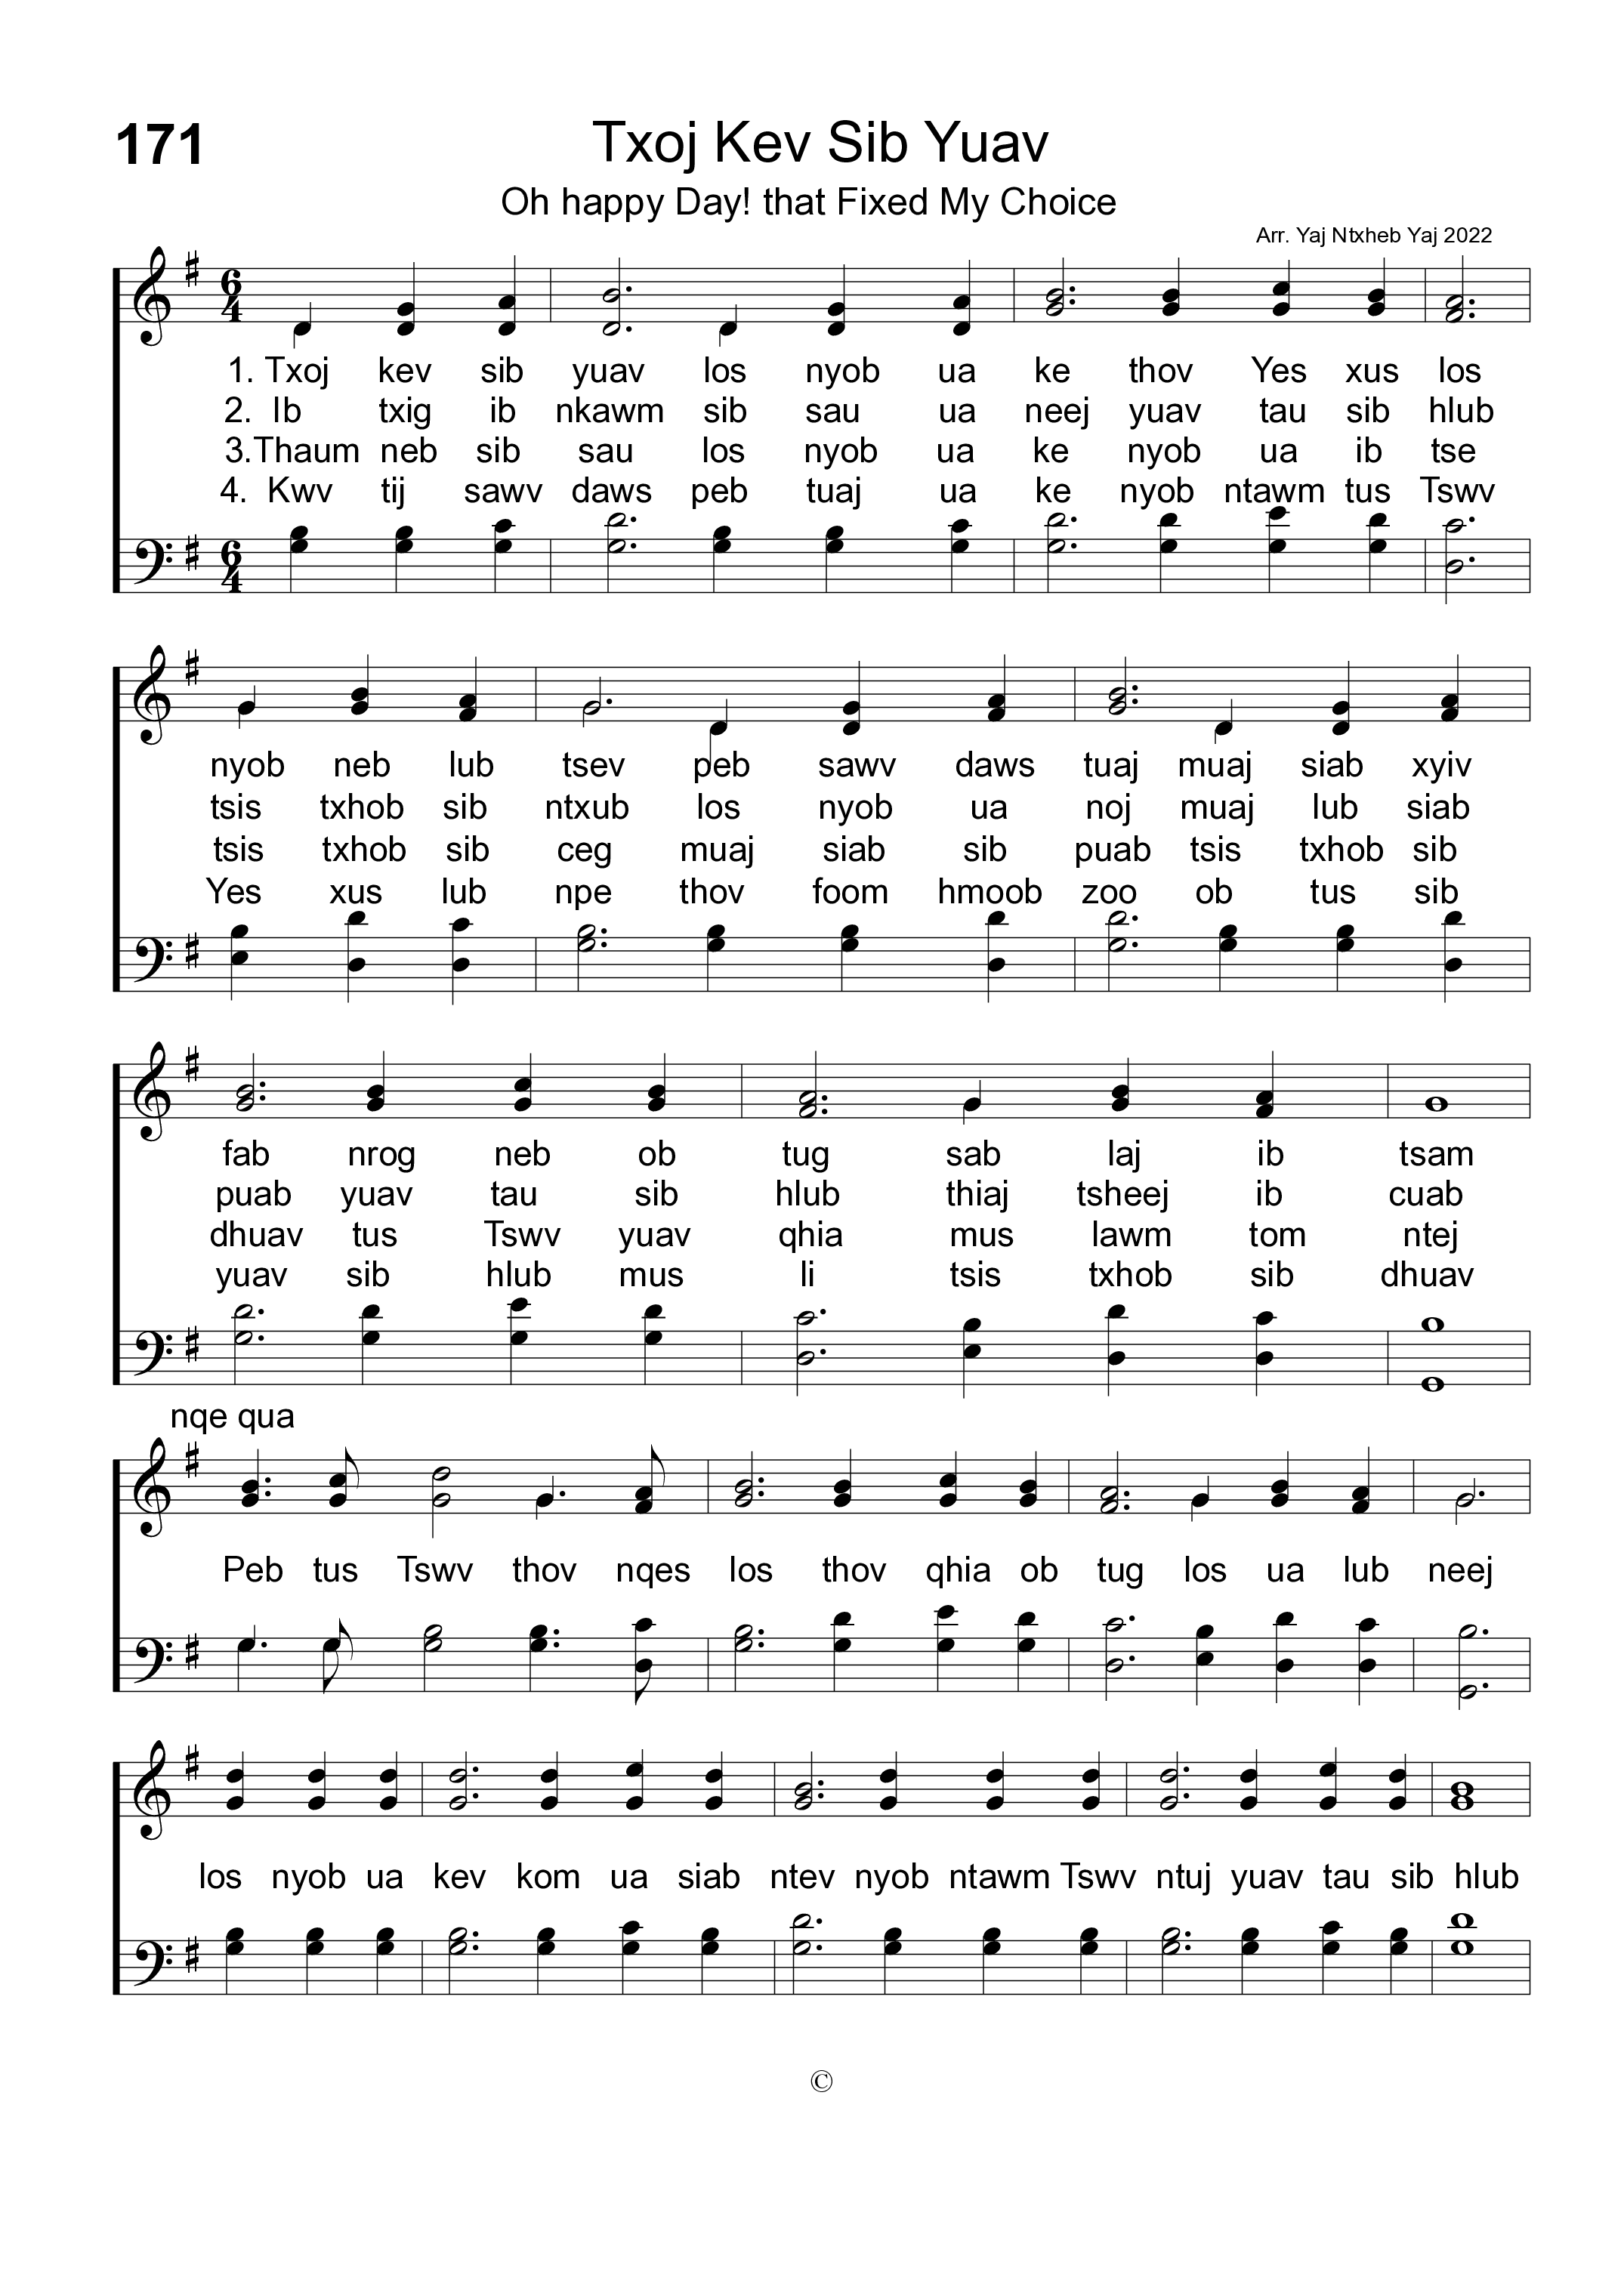 171
Txoj Kev Sib Yuav
Oh happy Day! that Fixed My Choice
Arr. Yaj Ntxheb Yaj 2022
1. Txoj kev sib yuav los nyob ua ke thov Yes xus los
2. Ib txig ib nkawm sib sau ua neej yuav tau sib hlub
3.Thaum neb sib sau los nyob ua ke nyob ua ib tse
4. Kwv tij sawv daws peb tuaj ua ke nyob ntawm tus Tswv
nyob neb lub tsev peb sawv daws tuaj muaj siab xyiv
tsis txhob sib ntxub los nyob ua noj muaj lub siab
tsis txhob sib ceg muaj siab sib puab tsis txhob sib
Yes xus lub npe thov foom hmoob zoo ob tus sib
fab nrog neb ob tug sab laj ib tsam
puab yuav tau sib hlub thiaj tsheej ib cuab
dhuav tus Tswv yuav qhia mus lawm tom ntej
yuav sib hlub mus li tsis txhob sib dhuav
nqe qua
Peb tus Tswv thov nqes los thov qhia ob tug los ua lub neej
los nyob ua kev kom ua siab ntev nyob ntawm Tswv ntuj yuav tau sib hlub
©